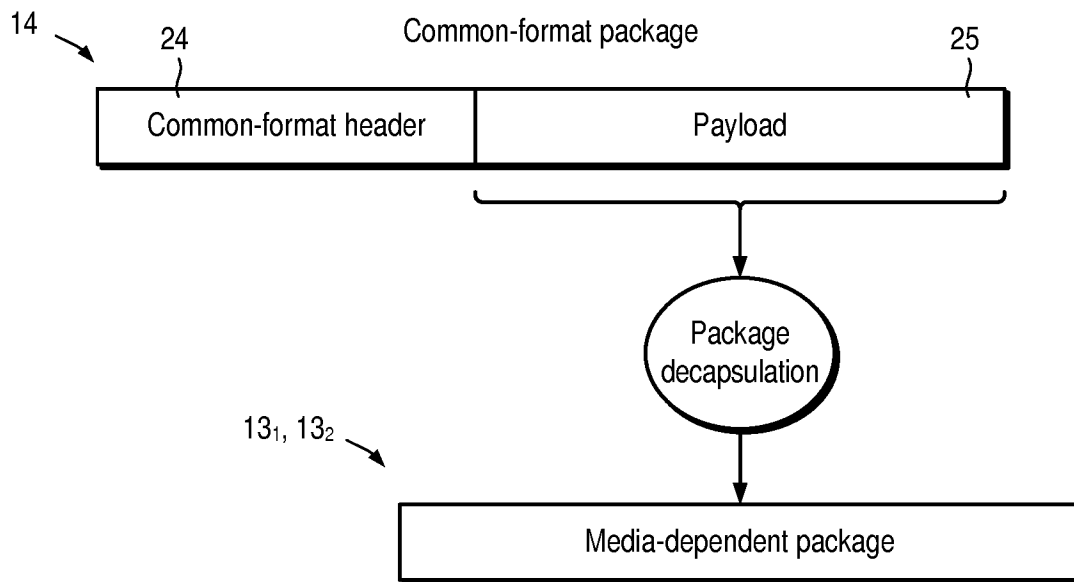 14
24
Common-format package
25
Common-format header
Payload
Package
decapsulation
13₁, 13₂
Media-dependent package